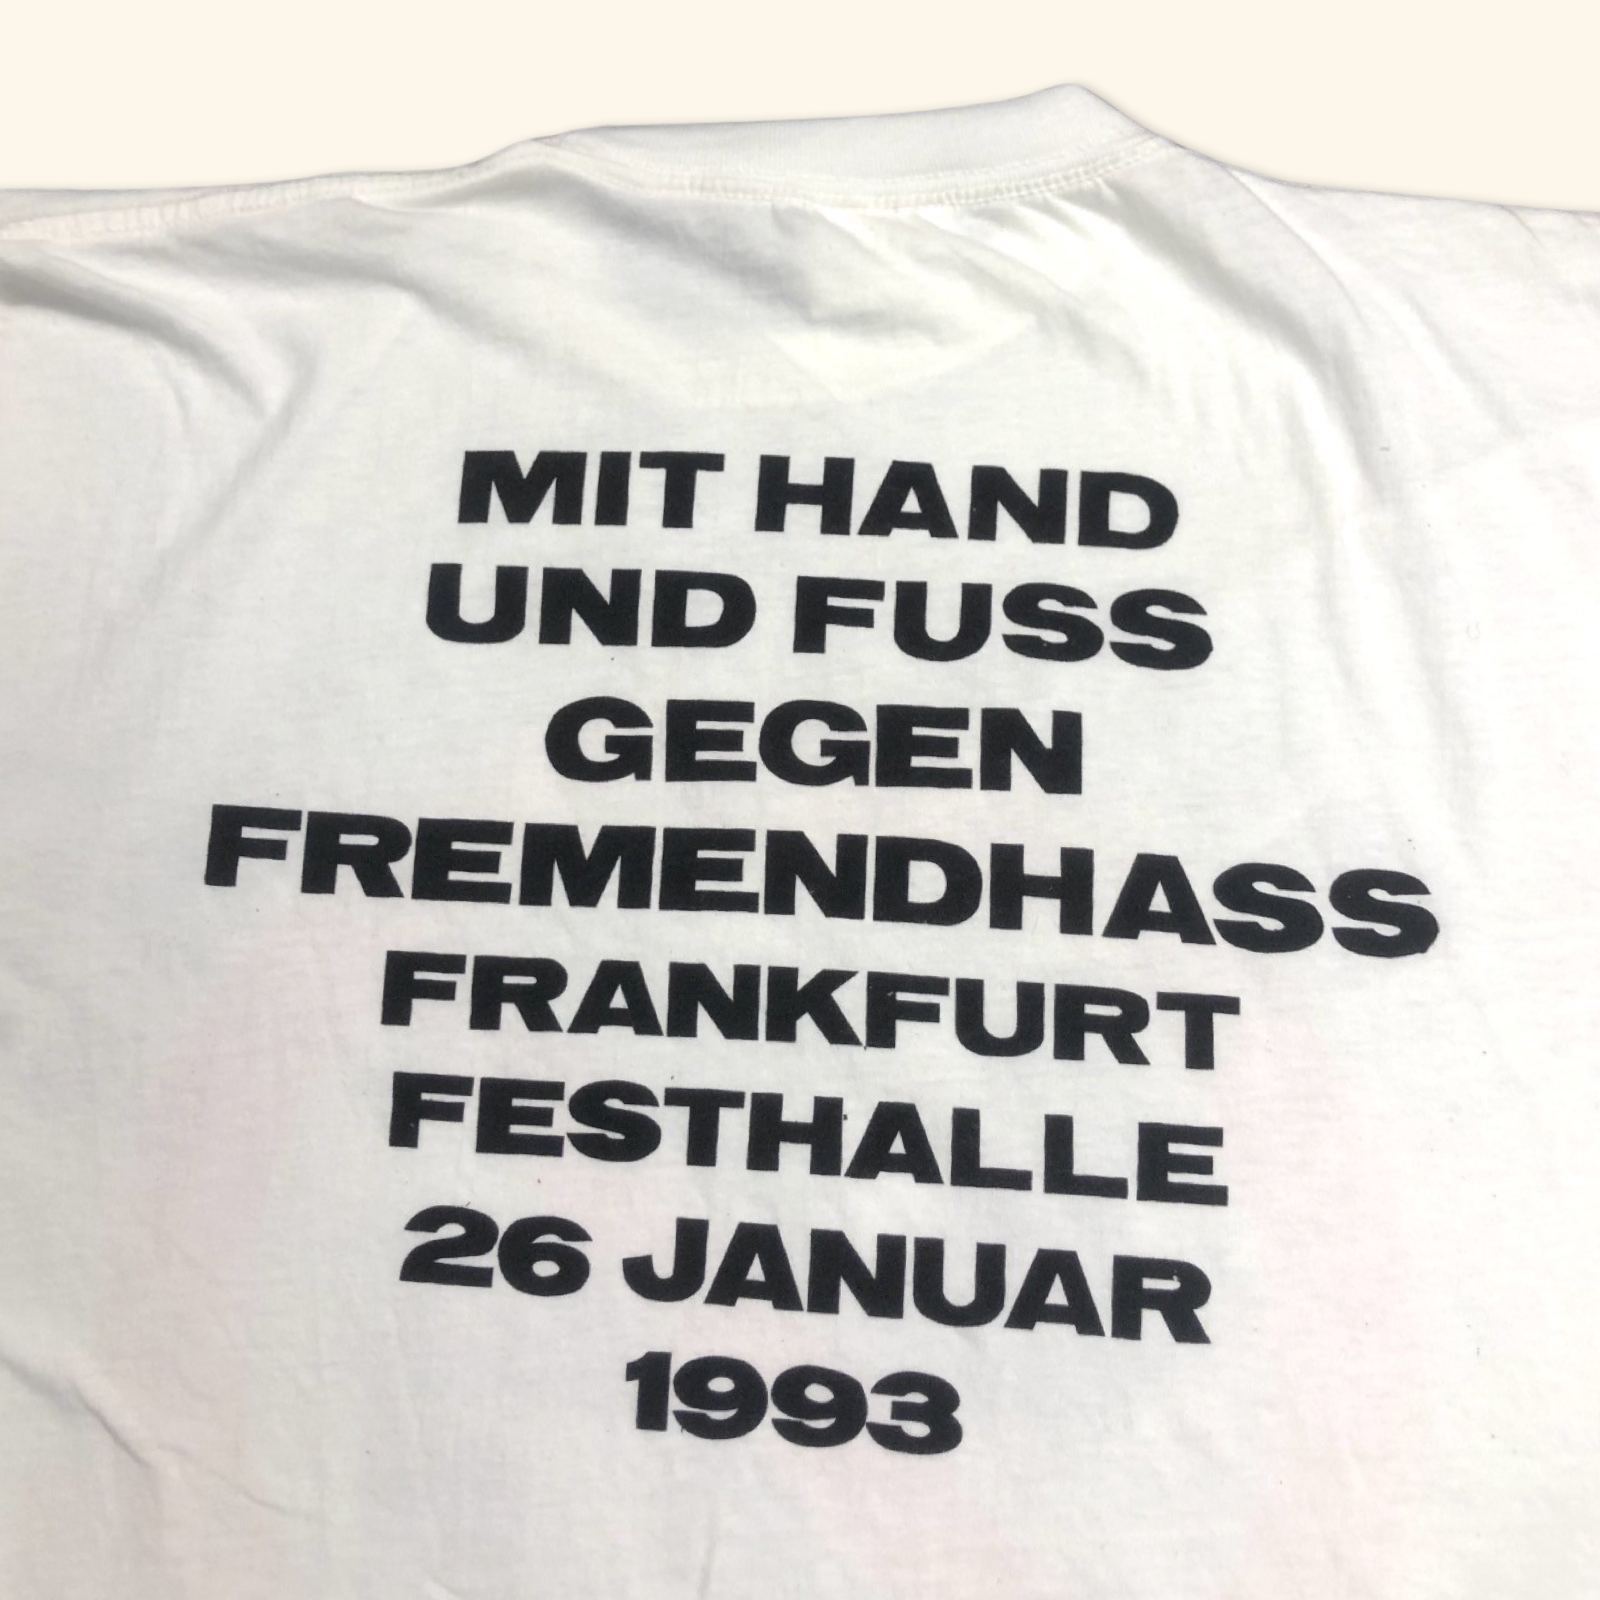 MIT HAND
UND FUSS
GEGEN
FREMENDHASS
FRANKFURT
FESTHALLE
26 JANUAR
1993